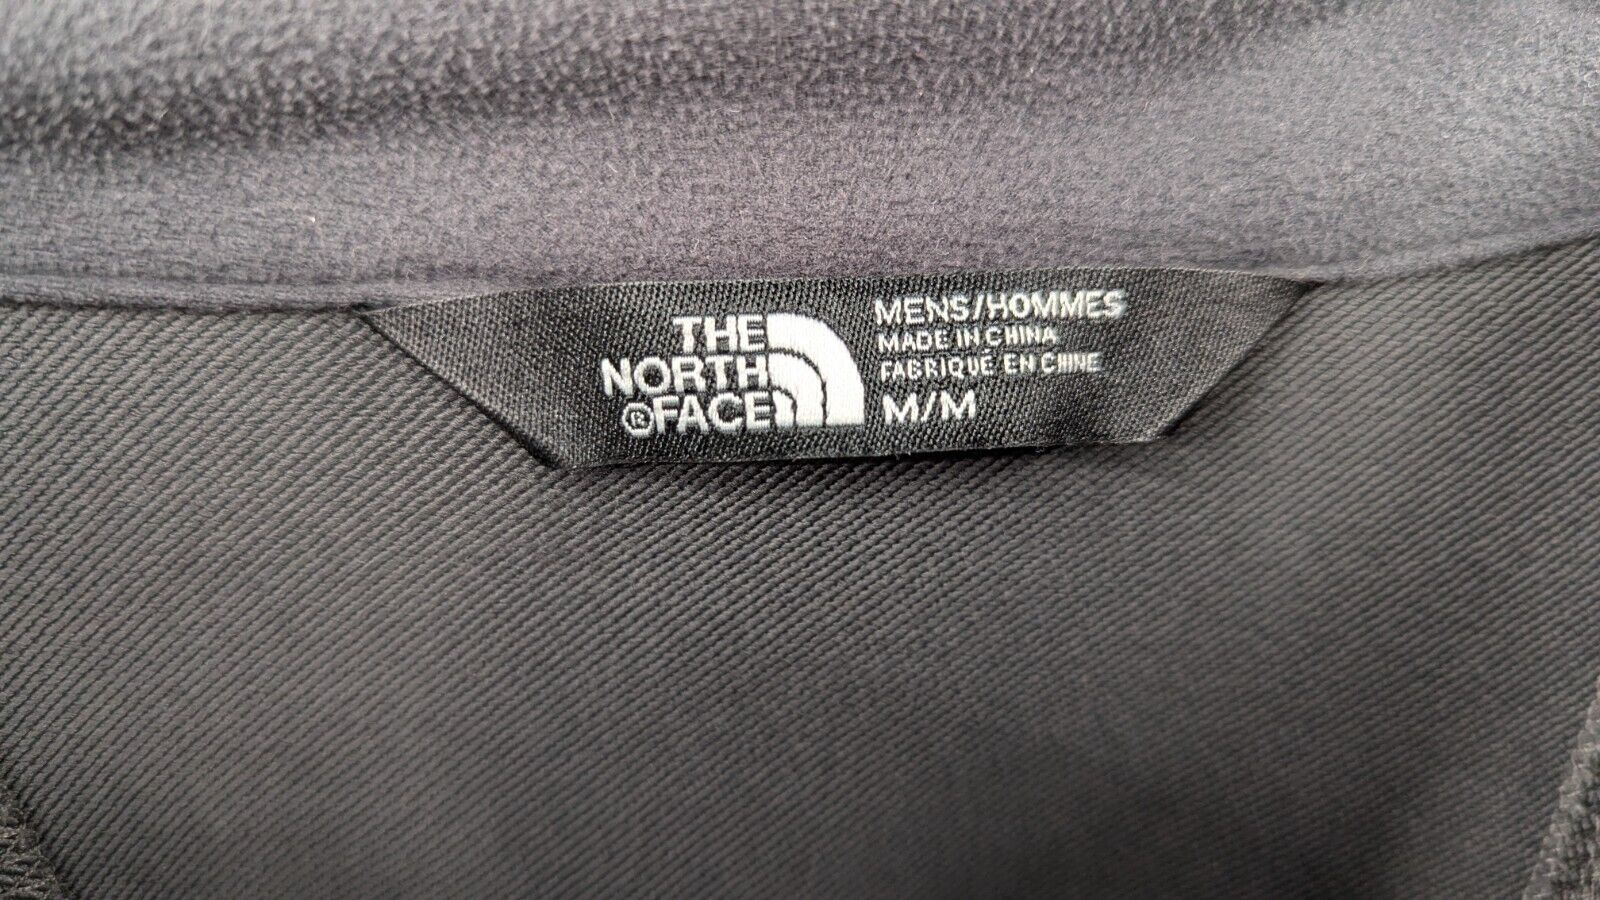 THE
NORTH
®FACE
MENS/HOMMES
MADE IN CHINA
FABRIQUÉ EN CHINE
M/M